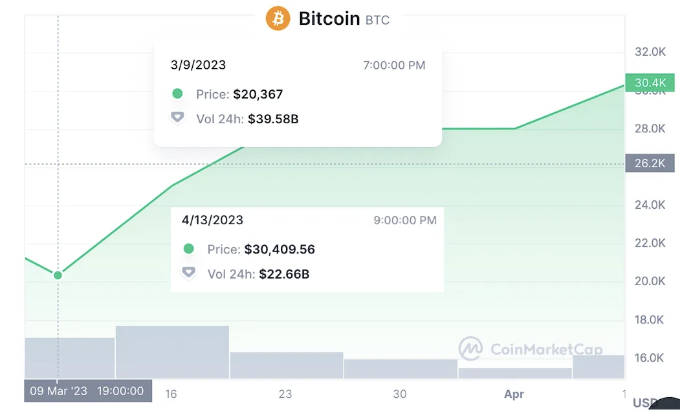 Bitcoin BTC
3/9/2023 7:00:00 PM
Price: $20,367
Vol 24h: $39.58B
4/13/2023 9:00:00 PM
Price: $30,409.56
Vol 24h: $22.66B
32.0K
30.4K
28.0K
26.2K
24.0K
22.0K
20.0K
18.0K
16.0K
CoinMarketCap
09 Mar '23 19:00:00 16 23 30 Apr 1